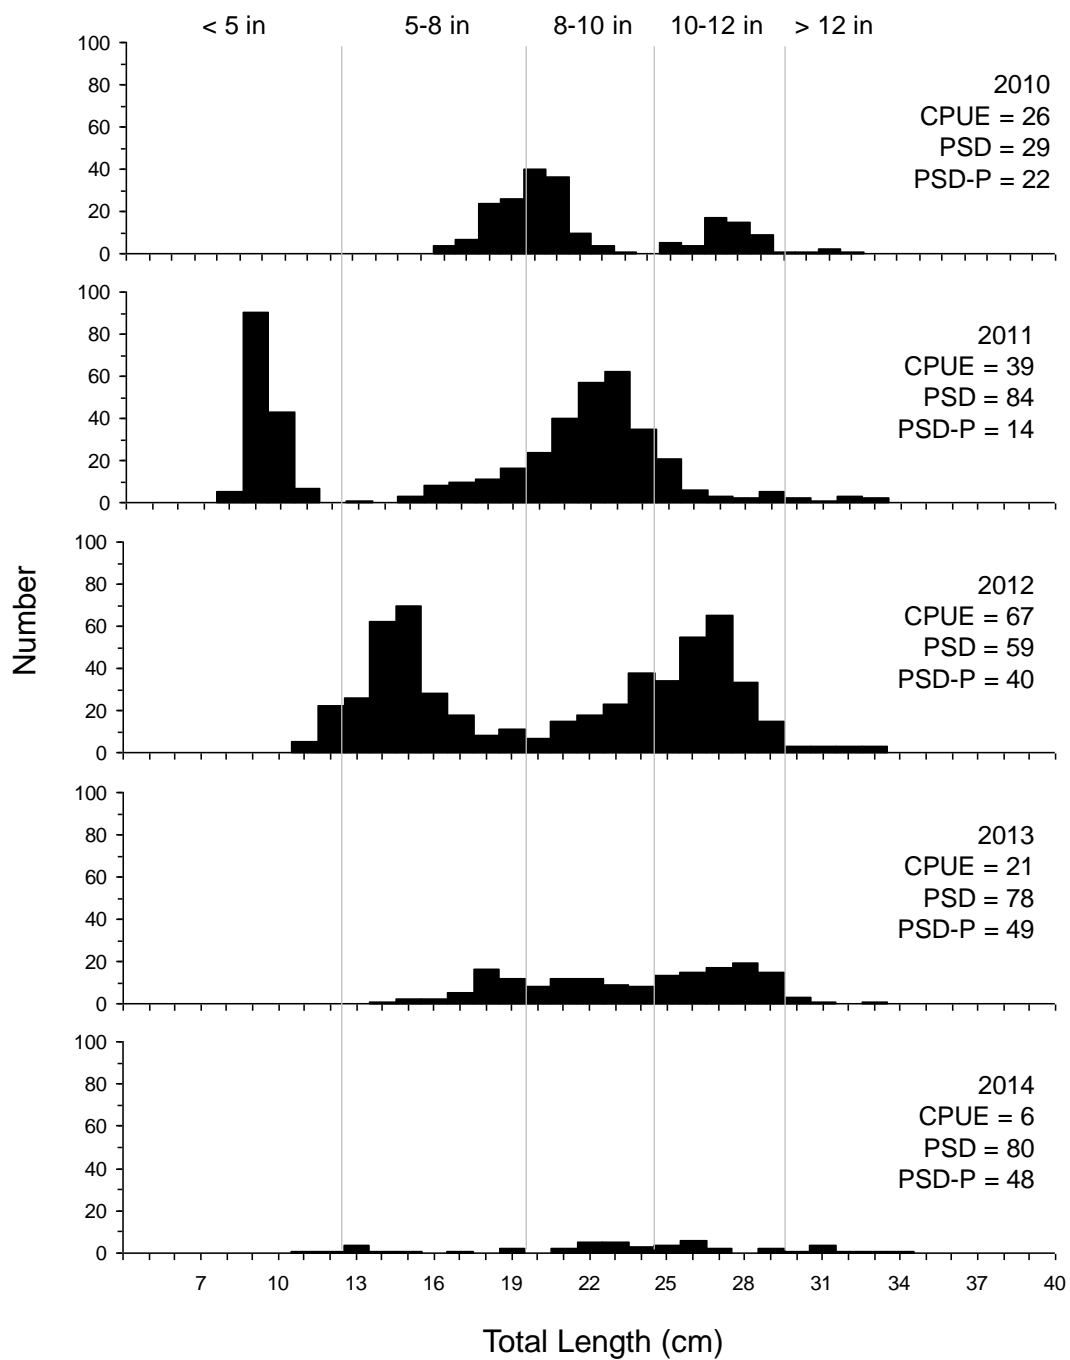 < 5 in 5-8 in 8-10 in 10-12 in > 12 in
100
80
60
40
20
0
2010
CPUE = 26
PSD = 29
PSD-P = 22
100
80
60
40
20
0
2011
CPUE = 39
PSD = 84
PSD-P = 14
Number
100
80
60
40
20
0
2012
CPUE = 67
PSD = 59
PSD-P = 40
100
80
60
40
20
0
2013
CPUE = 21
PSD = 78
PSD-P = 49
100
80
60
40
20
0
2014
CPUE = 6
PSD = 80
PSD-P = 48
7 10 13 16 19 22 25 28 31 34 37 40
Total Length (cm)